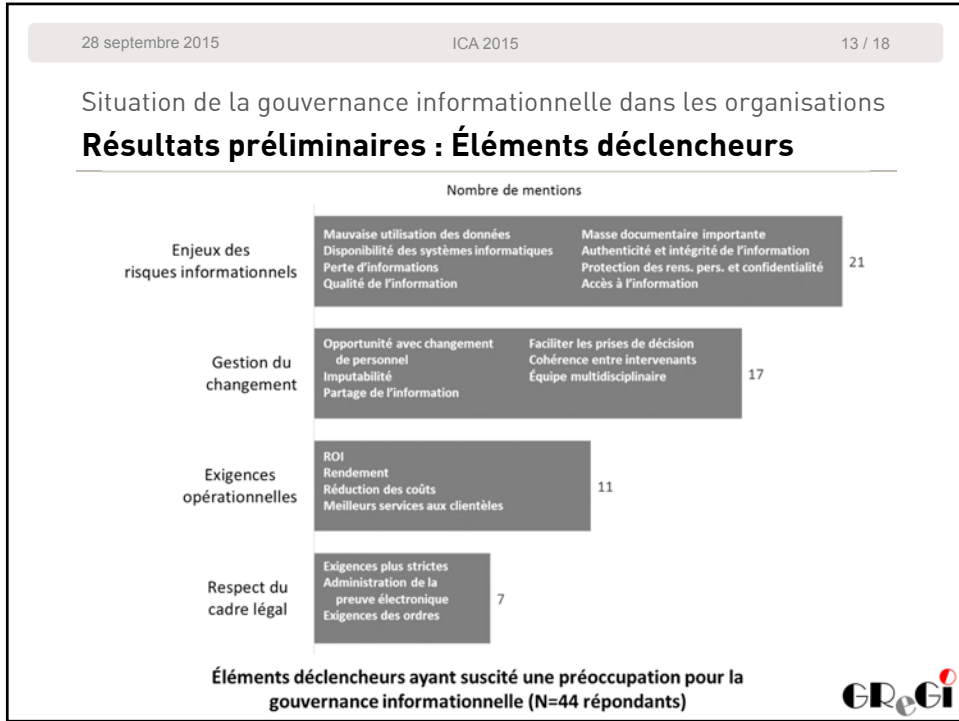 28 septembre 2015 ICA 2015 13 / 18
Situation de la gouvernance informationnelle dans les organisations
Résultats préliminaires : Éléments déclencheurs
Nombre de mentions
Enjeux des
risques informationnels
Mauvaise utilisation des données
Disponibilité des systèmes informatiques
Perte d'informations
Qualité de l'information
Masse documentaire importante
Authenticité et intégrité de l'information
Protection des rens. pers. et confidentialité
Accès à l'information
21
Gestion du
changement
Opportunité avec changement
de personnel
Imputabilité
Partage de l'information
Faciliter les prises de décision
Cohérence entre intervenants
Équipe multidisciplinaire
17
Exigences
opérationnelles
ROI
Rendement
Réduction des coûts
Meilleurs services aux clientèles
11
Respect du
cadre légal
Exigences plus strictes
Administration de la
preuve électronique
Exigences des ordres
7
Éléments déclencheurs ayant suscité une préoccupation pour la
gouvernance informationnelle (N=44 répondants)
GReGi